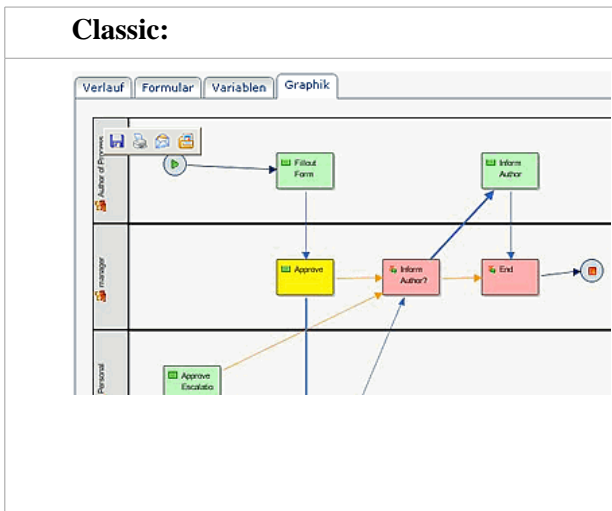 Classic:
Verlauf Formular Variablen Graphik
Author of Process
Fillout
Form
Inform
Author
manager
Approve
Inform
Author?
End
Personal
Approve
Escalatio